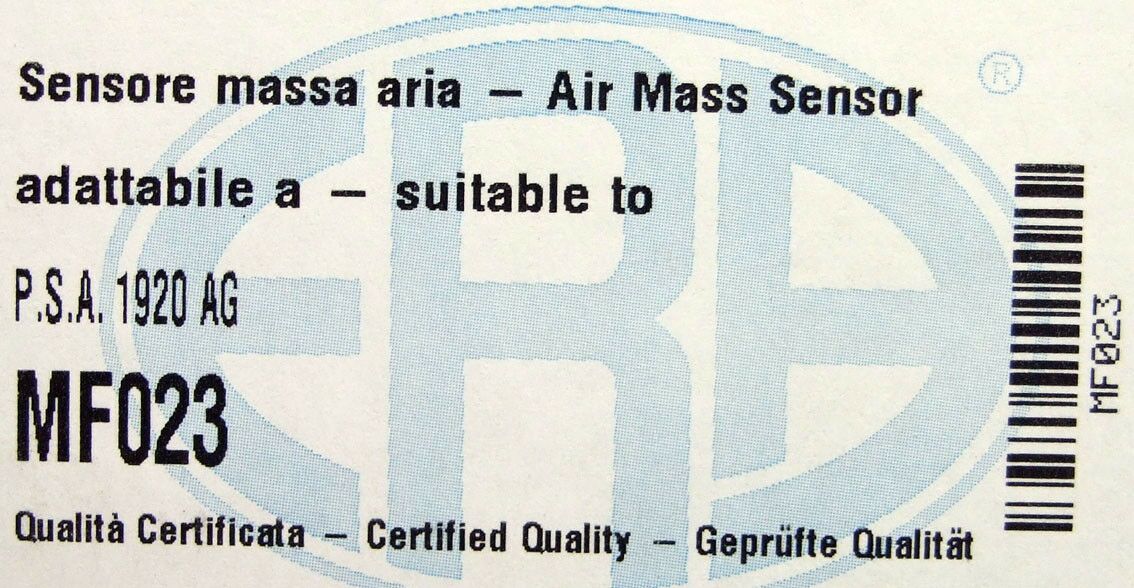 Sensore massa aria – Air Mass Sensor
adattabile a – suitable to
P.S.A. 1920 AG
MF023
Qualità Certificata – Certified Quality – Geprüfte Qualität
ERA
®
MF023